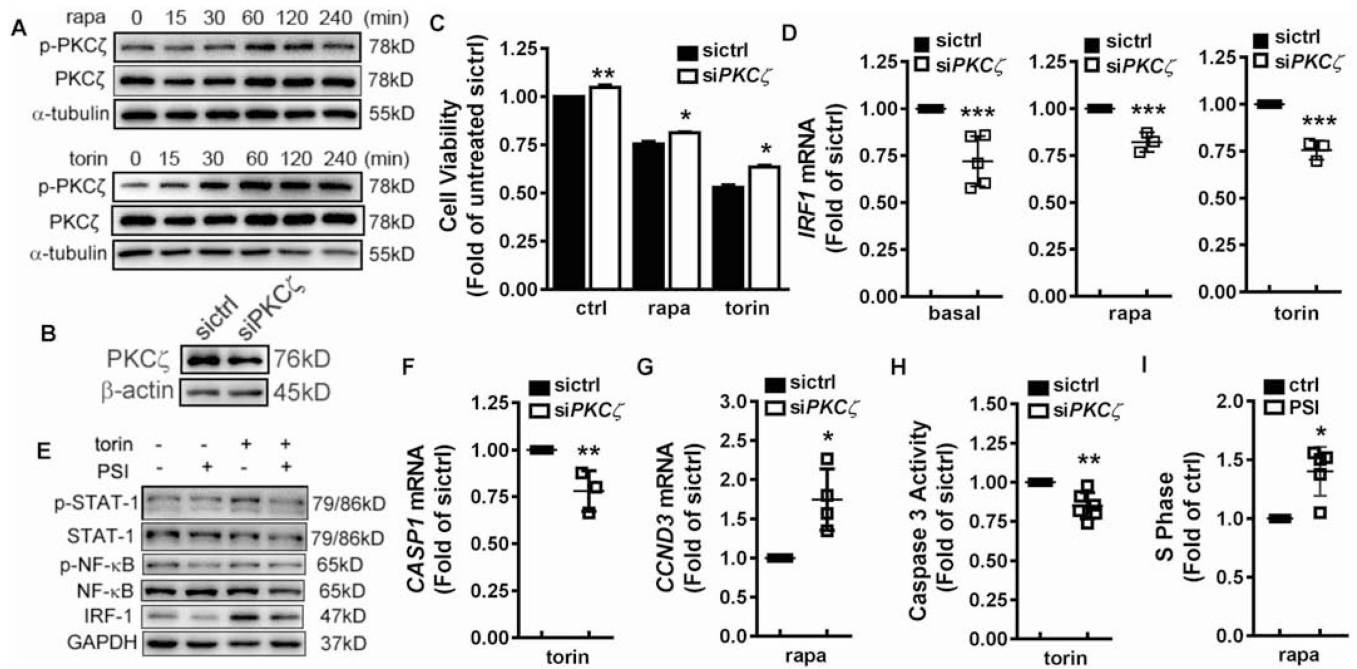 A
rapa 0 15 30 60 120 240 (min)
p-PKCζ 78kD
PKCζ 78kD
α-tubulin 55kD
torin 0 15 30 60 120 240 (min)
p-PKCζ 78kD
PKCζ 78kD
α-tubulin 55kD
B
sictrl siPKCζ
PKCζ 76kD
β-actin 45kD
C
sictrl
siPKCζ
Cell Viability
(Fold of untreated sictrl)
1.25
1.00
0.75
0.50
0.25
0.00
** * *
ctrl rapa torin
D
IRF1 mRNA
(Fold of sictrl)
sictrl
siPKCζ
1.25
1.00
0.75
0.50
0.25
0.00
***
basal
sictrl
siPKCζ
1.25
1.00
0.75
0.50
0.25
0.00
***
rapa
sictrl
siPKCζ
1.25
1.00
0.75
0.50
0.25
0.00
***
torin
E
torin - - + +
PSI - + - +
p-STAT-1 79/86kD
STAT-1 79/86kD
p-NF-κB 65kD
NF-κB 65kD
IRF-1 47kD
GAPDH 37kD
F
sictrl
siPKCζ
CASP1 mRNA
(Fold of sictrl)
1.25
1.00
0.75
0.50
0.25
0.00
**
torin
G
sictrl
siPKCζ
CCND3 mRNA
(Fold of sictrl)
3.0
2.5
2.0
1.5
1.0
0.5
0.0
*
rapa
H
sictrl
siPKCζ
Caspase 3 Activity
(Fold of sictrl)
1.50
1.25
1.00
0.75
0.50
0.25
0.00
**
torin
I
ctrl
PSI
S Phase
(Fold of ctrl)
2.0
1.5
1.0
0.5
0.0
*
rapa